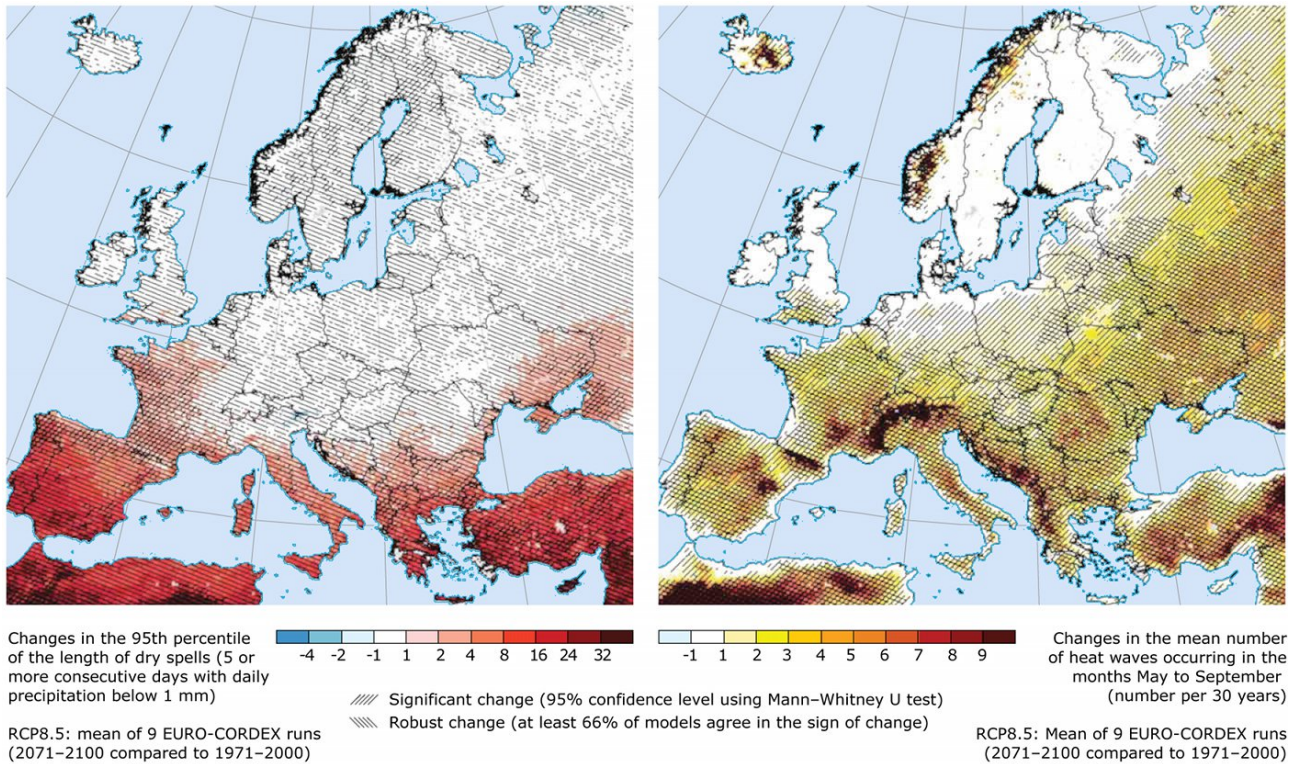 Changes in the 95th percentile
of the length of dry spells (5 or
more consecutive days with daily
precipitation below 1 mm)
RCP8.5: mean of 9 EURO-CORDEX runs
(2071–2100 compared to 1971–2000)
-4 -2 -1 1 2 4 8 16 24 32
Significant change (95% confidence level using Mann–Whitney U test)
Robust change (at least 66% of models agree in the sign of change)
-1 1 2 3 4 5 6 7 8 9
Changes in the mean number
of heat waves occurring in the
months May to September
(number per 30 years)
RCP8.5: Mean of 9 EURO-CORDEX runs
(2071–2100 compared to 1971–2000)